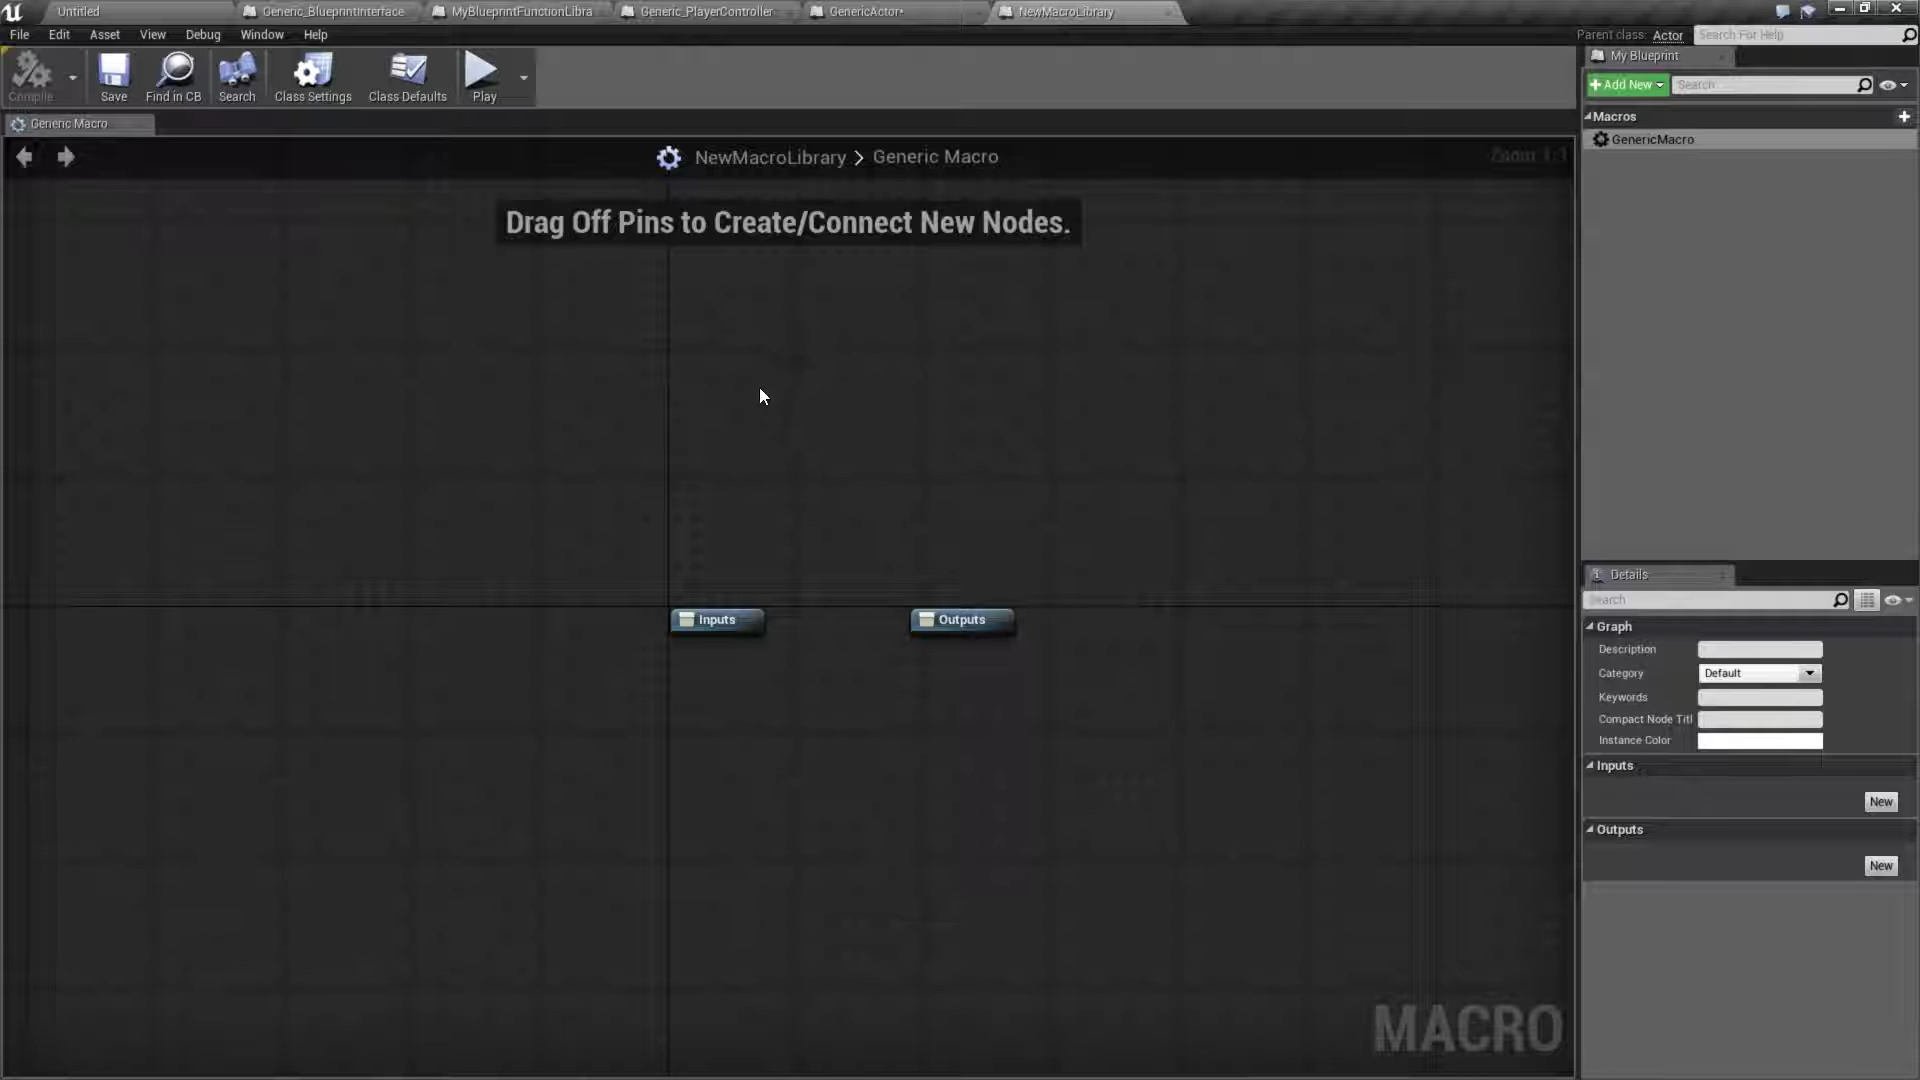 Untitled
Generic_BlueprintInterface
MyBlueprintFunctionLibra
Generic_PlayerController
GenericActor*
NewMacroLibrary
File Edit Asset View Debug Window Help
Parent class: Actor
Search For Help
Compile
Save
Find in CB
Search
Class Settings
Class Defaults
Play
My Blueprint
+ Add New
Search
Generic Macro
Macros
GenericMacro
NewMacroLibrary > Generic Macro
Zoom 1:1
Drag Off Pins to Create/Connect New Nodes.
Inputs
Outputs
MACRO
Details
Search
Graph
Description
Category
Default
Keywords
Compact Node Titl
Instance Color
Inputs
New
Outputs
New